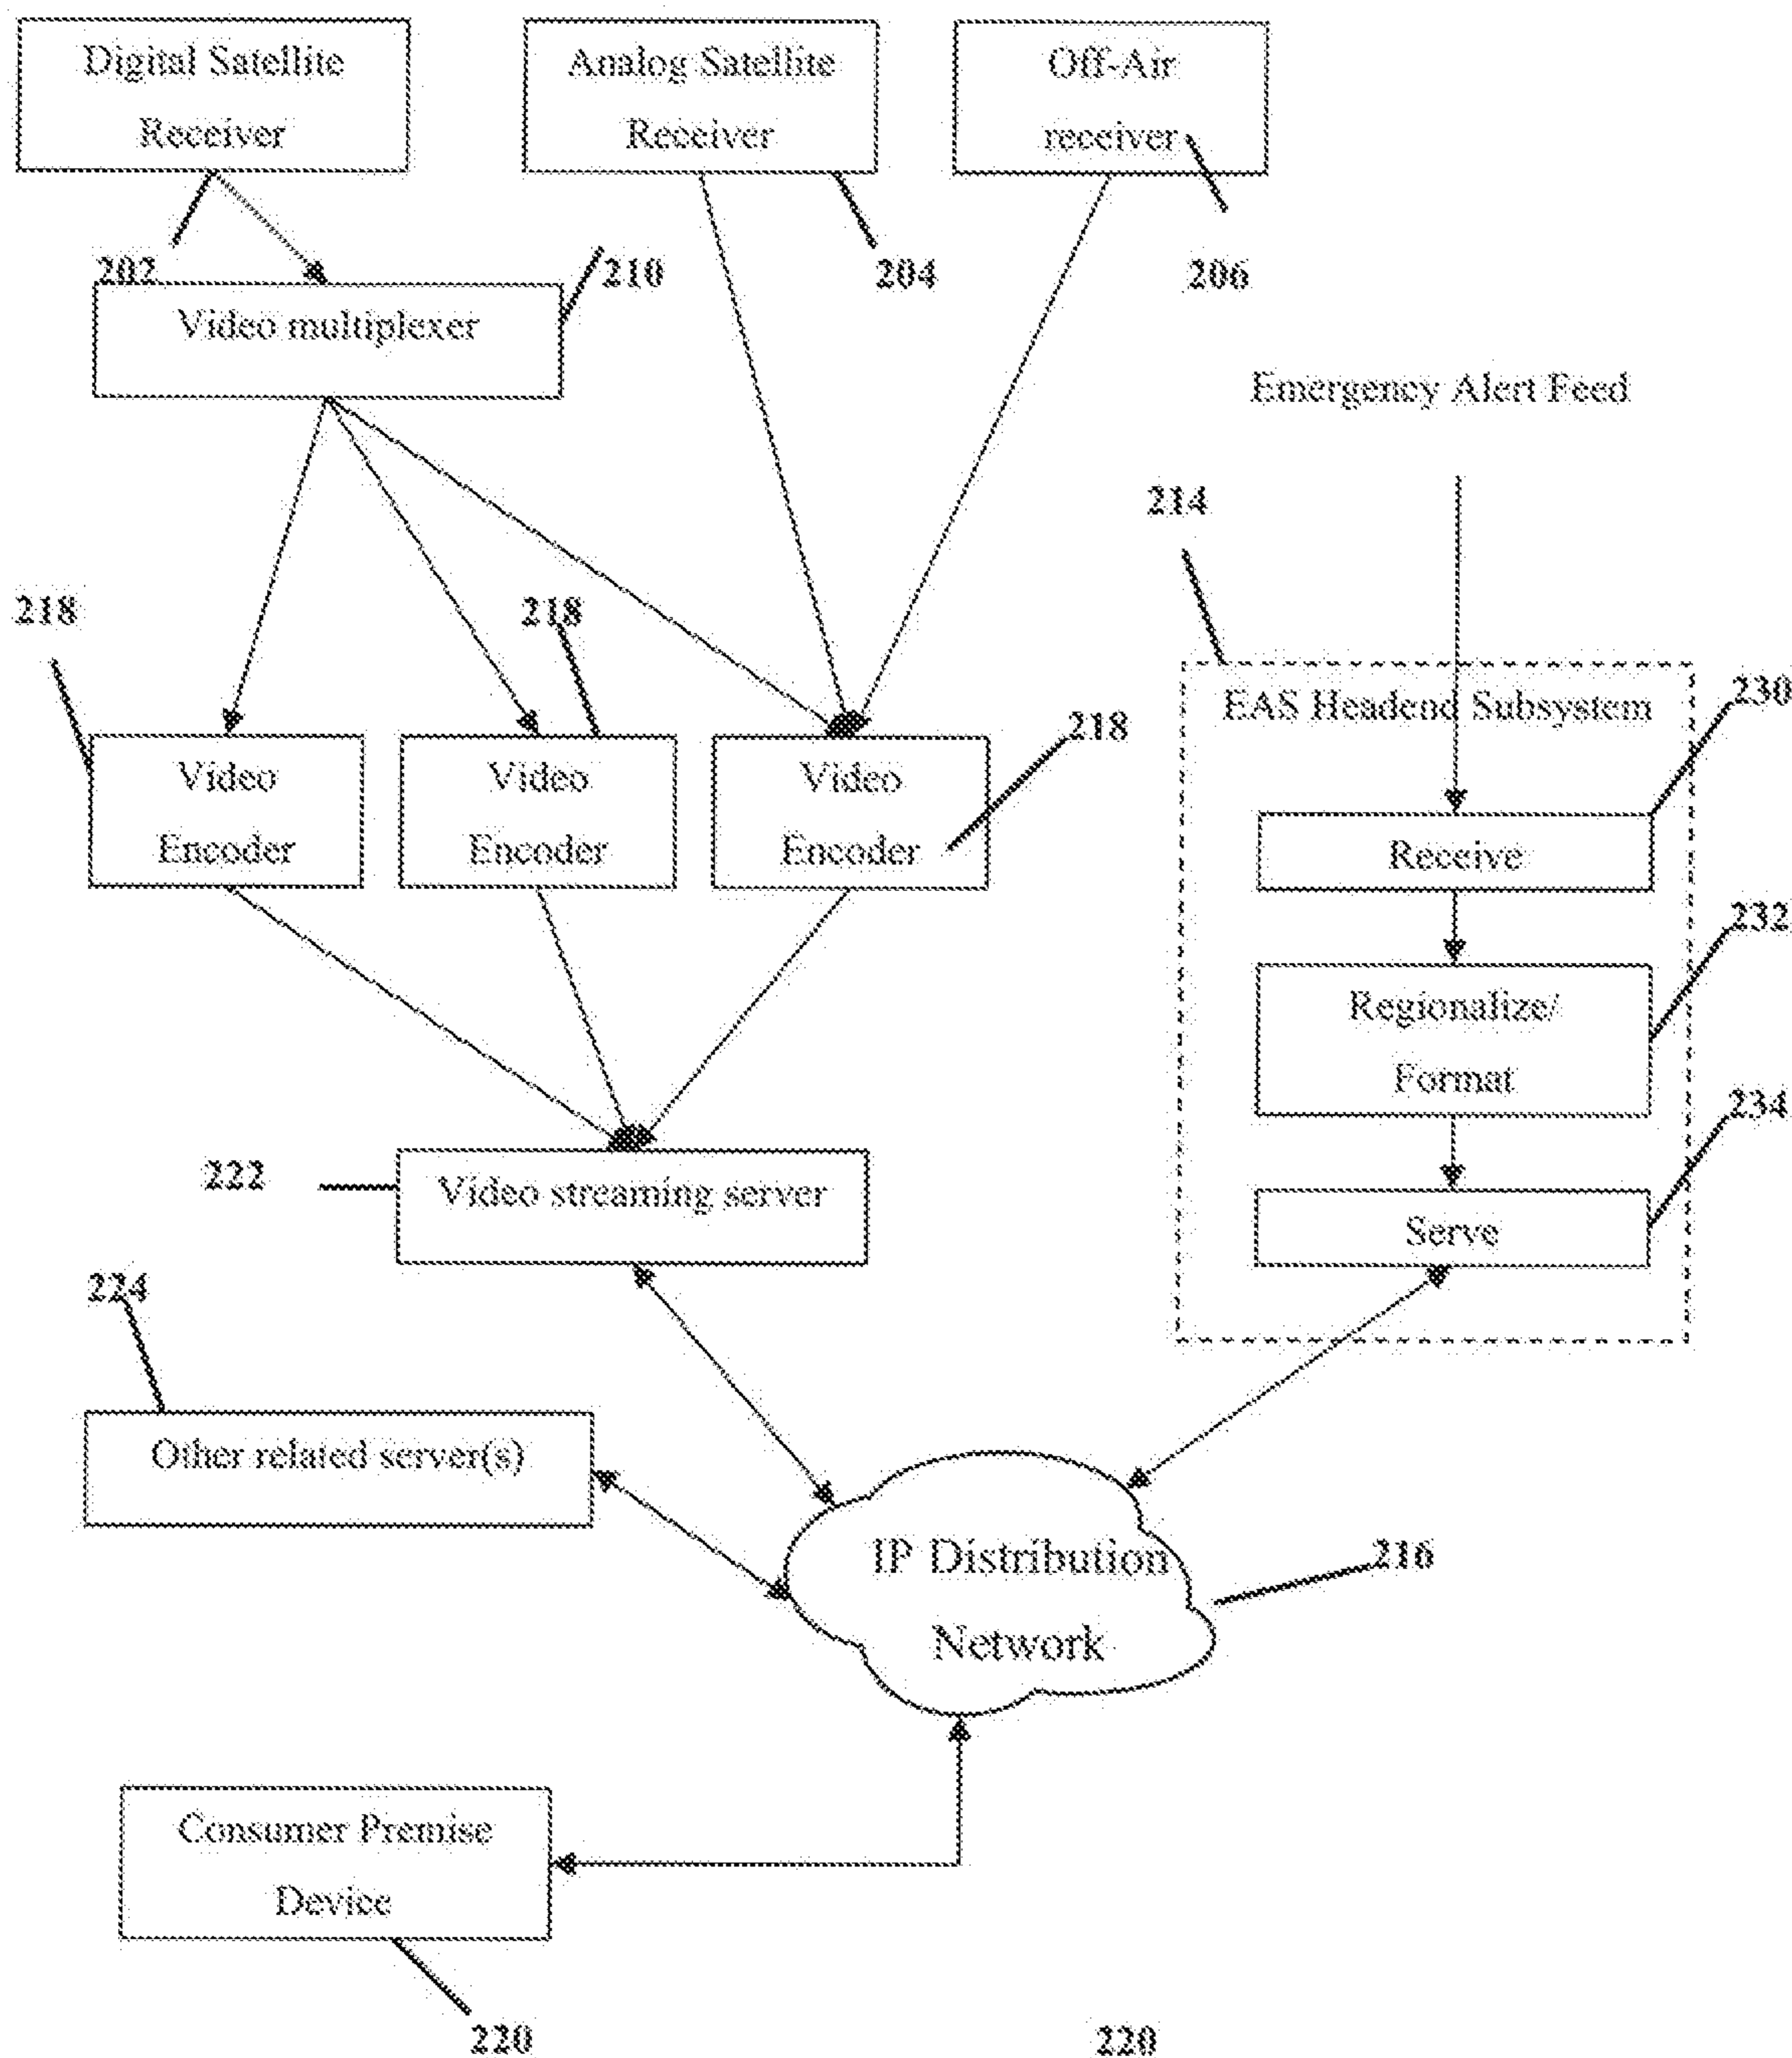 Digital Satellite
Receiver
Analog Satellite
Receiver
Off-Air
receiver
202
210
204
206
Video multiplexer
Emergency Alert Feed
214
218
218
EAS Headend Subsystem
230
218
Video
Encoder
Video
Encoder
Video
Encoder
Receive
232
Regionalize/
Format
234
222
Video streaming server
Serve
224
Other related server(s)
IP Distribution
Network
216
Consumer Premise
Device
220
220